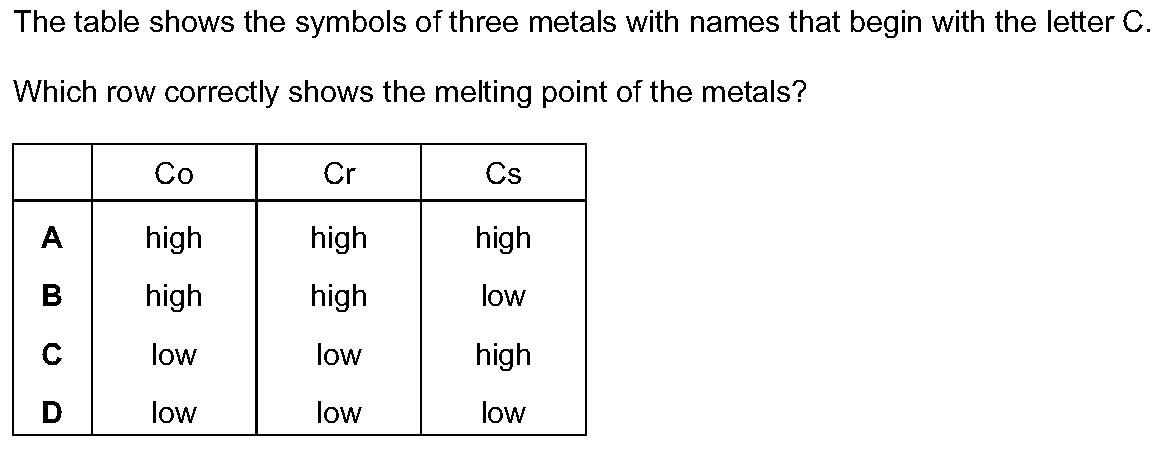 The table shows the symbols of three metals with names that begin with the letter C.
Which row correctly shows the melting point of the metals?
Co Cr Cs
A high high high
B high high low
C low low high
D low low low